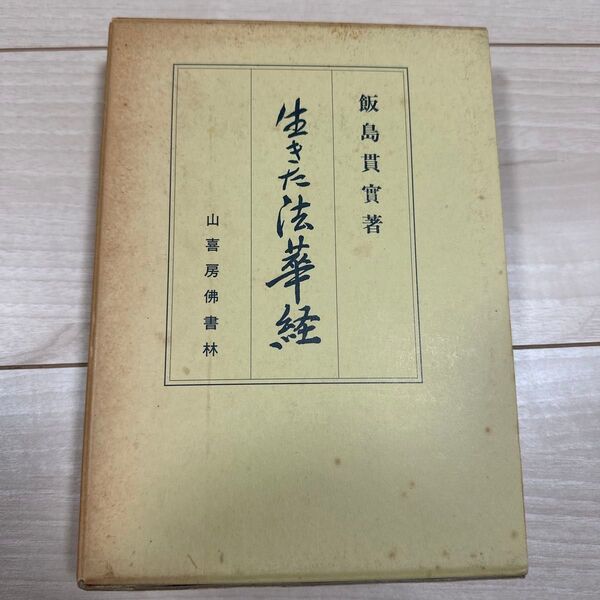 飯島貫實著
生きた法華経
山喜房佛書林